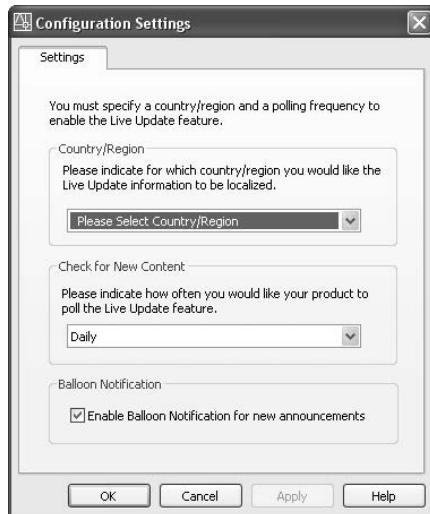 Configuration Settings
Settings
You must specify a country/region and a polling frequency to
enable the Live Update feature.
Country/Region
Please indicate for which country/region you would like the
Live Update information to be localized.
Please Select Country/Region
Check for New Content
Please indicate how often you would like your product to
poll the Live Update feature.
Daily
Balloon Notification
Enable Balloon Notification for new announcements
OK
Cancel
Apply
Help